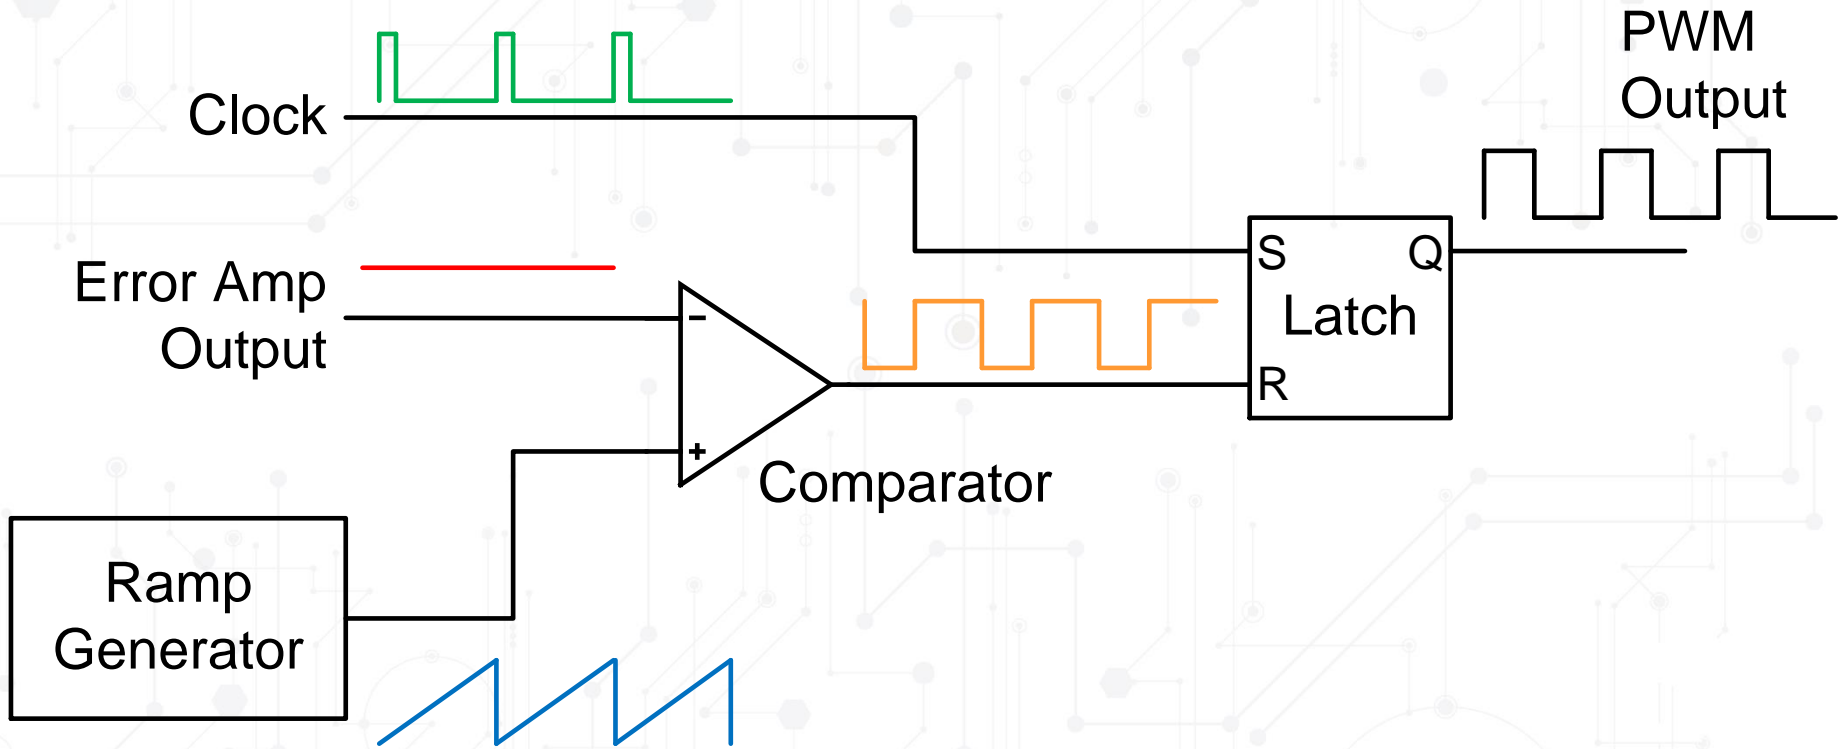 PWM
Output
Clock
Error Amp
Output
S
Q
Latch
R
−
+
Comparator
Ramp
Generator